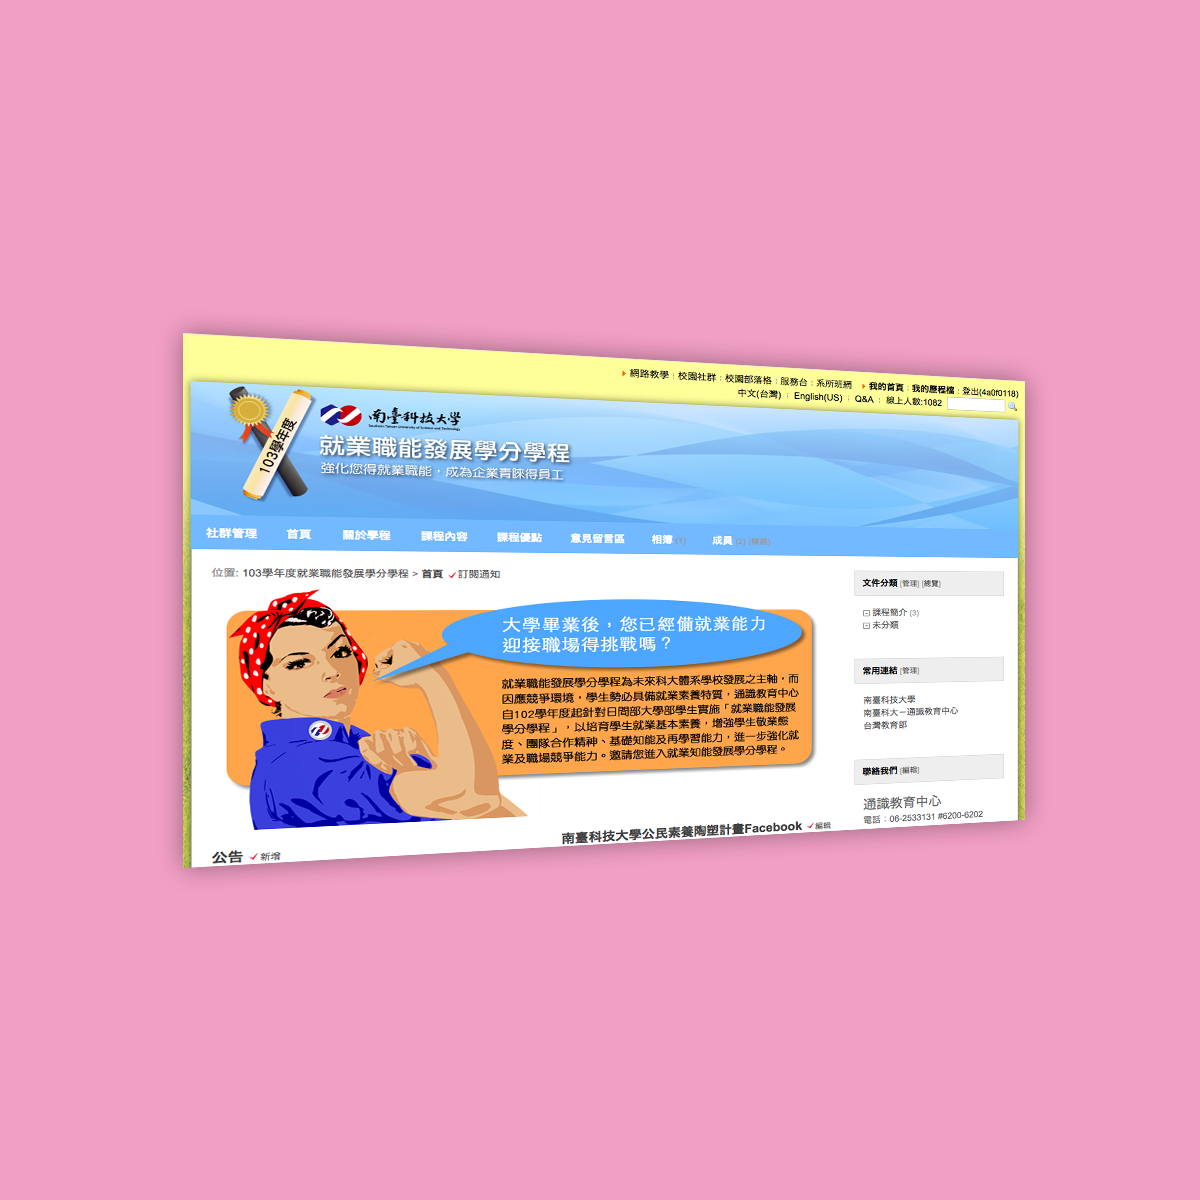 網路教學 ⋮ 校園社群 ⋮ 校園部落格 ⋮ 服務台 ⋮ 系所班網 我的首頁 ⋮ 我的歷程檔 ⋮ 登出(4a0f0118)
中文(台灣) ⋮ English(US) ⋮ Q&A ⋮ 線上人數:1082
103學年度
南臺科技大學
Southern Taiwan University of Science and Technology
就業職能發展學分學程
強化您得就業職能，成為企業青睞得員工
社群管理 首頁 關於學程 課程內容 課程優點 意見留言區 相簿 (1) 成員 (2)
位置: 103學年度就業職能發展學分學程 > 首頁 訂閱通知
大學畢業後，您已經備就業能力
迎接職場得挑戰嗎？
就業職能發展學分學程為未來科大體系學校發展之主軸，而
因應競爭環境，學生勢必具備就業素養特質，通識教育中心
自102學年度起針對日間部大學部學生實施「就業職能發展
學分學程」，以培育學生就業基本素養，增強學生敬業態
度、團隊合作精神、基礎知能及再學習能力，進一步強化就
業及職場競爭能力。邀請您進入就業知能發展學分學程。
南臺科技大學公民素養陶塑計畫Facebook 編輯
公告 新增
文件分類 [管理] [總覽]
課程簡介 (3)
未分類
常用連結 [管理]
南臺科技大學
南臺科大－通識教育中心
台灣教育部
聯絡我們 [編輯]
通識教育中心
電話：06-2533131 #6200-6202